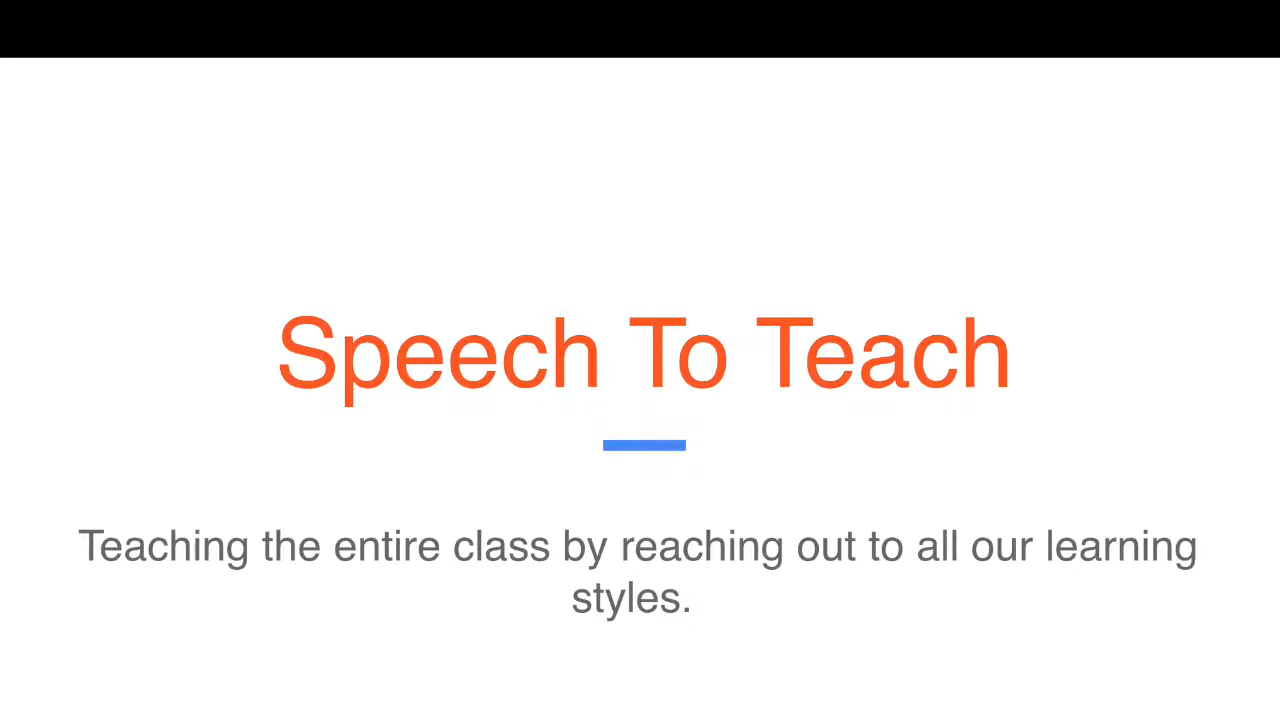 Speech To Teach
Teaching the entire class by reaching out to all our learning
styles.